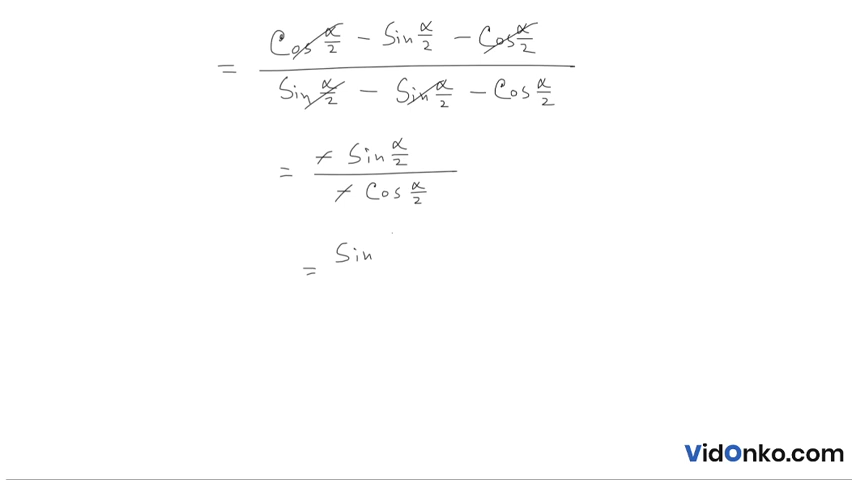 = (Cos α/2 - Sin α/2 - Cos α/2) / (Sin α/2 - Sin α/2 - Cos α/2)
= (- Sin α/2) / (- Cos α/2)
= Sin
VidOnko.com